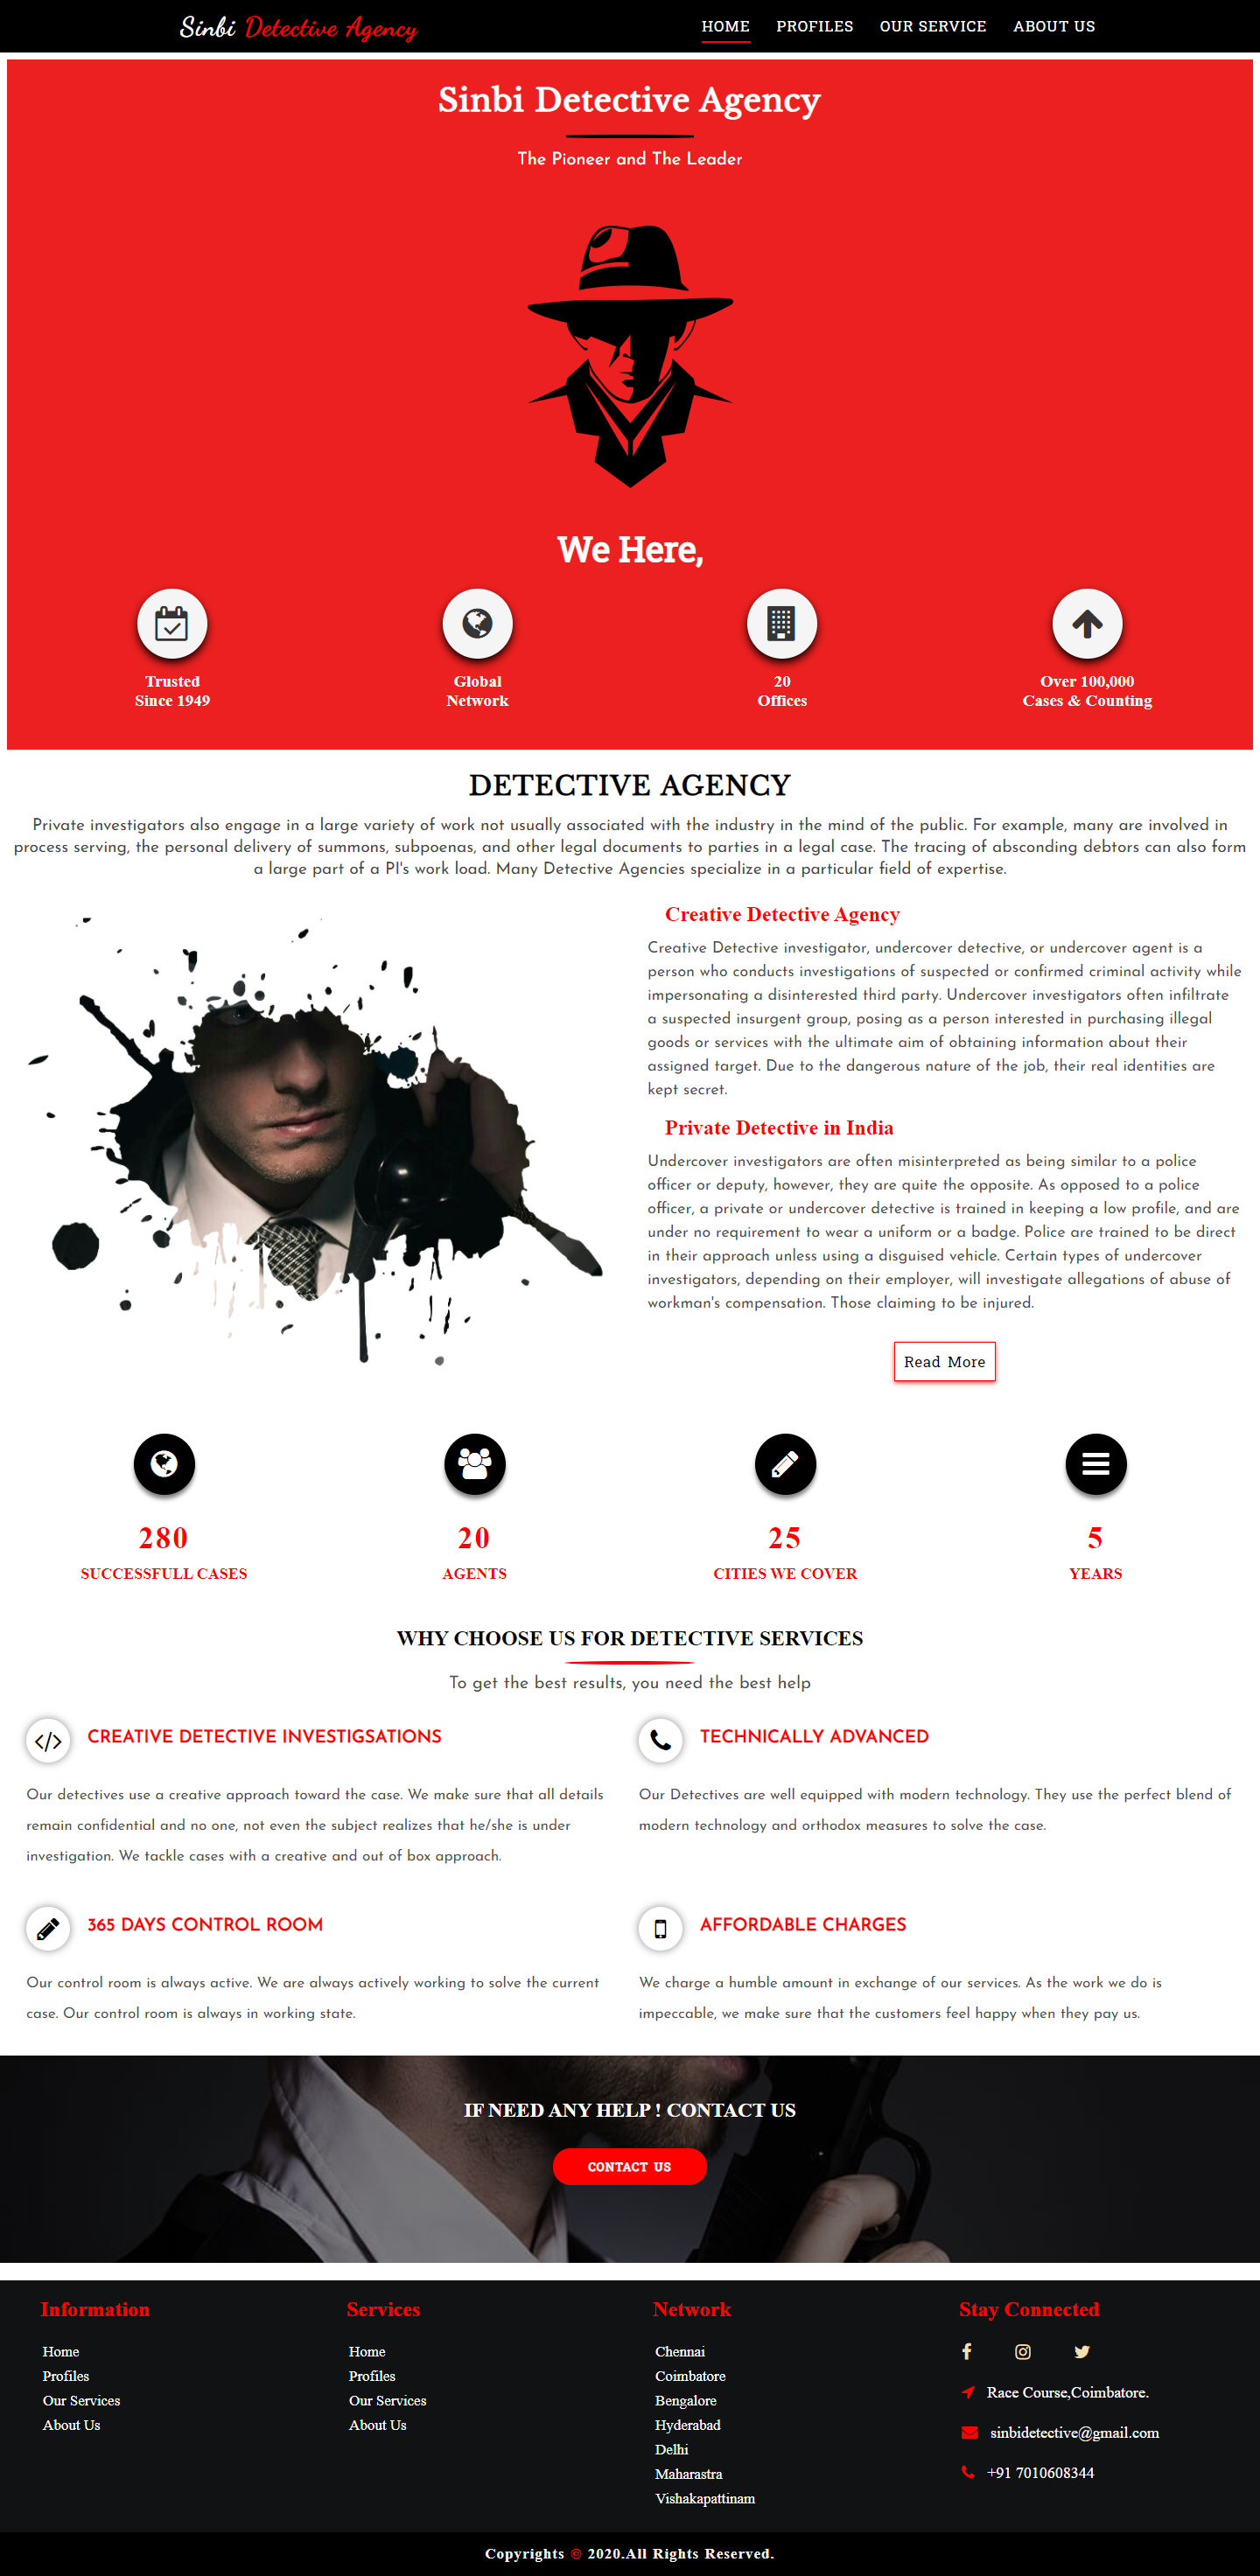 Sinbi Detective Agency
HOME PROFILES OUR SERVICE ABOUT US
Sinbi Detective Agency
The Pioneer and The Leader
We Here,
Trusted
Since 1949
Global
Network
20
Offices
Over 100,000
Cases & Counting
DETECTIVE AGENCY
Private investigators also engage in a large variety of work not usually associated with the industry in the mind of the public. For example, many are involved in
process serving, the personal delivery of summons, subpoenas, and other legal documents to parties in a legal case. The tracing of absconding debtors can also form
a large part of a PI's work load. Many Detective Agencies specialize in a particular field of expertise.
Creative Detective Agency
Creative Detective investigator, undercover detective, or undercover agent is a
person who conducts investigations of suspected or confirmed criminal activity while
impersonating a disinterested third party. Undercover investigators often infiltrate
a suspected insurgent group, posing as a person interested in purchasing illegal
goods or services with the ultimate aim of obtaining information about their
assigned target. Due to the dangerous nature of the job, their real identities are
kept secret.
Private Detective in India
Undercover investigators are often misinterpreted as being similar to a police
officer or deputy, however, they are quite the opposite. As opposed to a police
officer, a private or undercover detective is trained in keeping a low profile, and are
under no requirement to wear a uniform or a badge. Police are trained to be direct
in their approach unless using a disguised vehicle. Certain types of undercover
investigators, depending on their employer, will investigate allegations of abuse of
workman's compensation. Those claiming to be injured.
Read More
280
SUCCESSFULL CASES
20
AGENTS
25
CITIES WE COVER
5
YEARS
WHY CHOOSE US FOR DETECTIVE SERVICES
To get the best results, you need the best help
CREATIVE DETECTIVE INVESTIGSATIONS
Our detectives use a creative approach toward the case. We make sure that all details
remain confidential and no one, not even the subject realizes that he/she is under
investigation. We tackle cases with a creative and out of box approach.
TECHNICALLY ADVANCED
Our Detectives are well equipped with modern technology. They use the perfect blend of
modern technology and orthodox measures to solve the case.
365 DAYS CONTROL ROOM
Our control room is always active. We are always actively working to solve the current
case. Our control room is always in working state.
AFFORDABLE CHARGES
We charge a humble amount in exchange of our services. As the work we do is
impeccable, we make sure that the customers feel happy when they pay us.
IF NEED ANY HELP ! CONTACT US
CONTACT US
Information
Home
Profiles
Our Services
About Us
Services
Home
Profiles
Our Services
About Us
Network
Chennai
Coimbatore
Bengalore
Hyderabad
Delhi
Maharastra
Vishakapattinam
Stay Connected
Race Course,Coimbatore.
sinbidetective@gmail.com
+91 7010608344
Copyrights © 2020.All Rights Reserved.